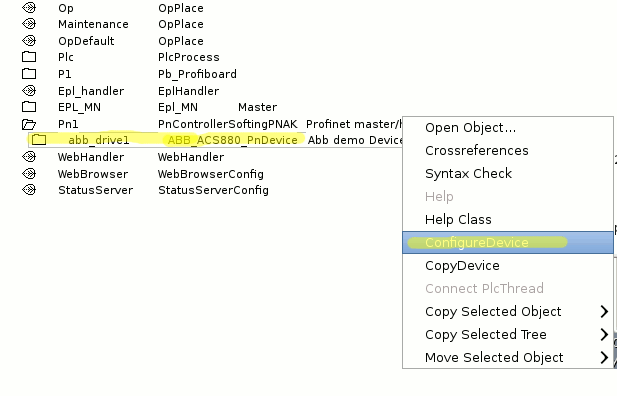 Op OpPlace
Maintenance OpPlace
OpDefault OpPlace
Plc PlcProcess
P1 Pb_Profiboard
Epl_handler EplHandler
EPL_MN Epl_MN Master
Pn1 PnControllerSoftingPNAK Profinet master/
abb_drive1 ABB_ACS880_PnDevice Abb demo Device
WebHandler WebHandler
WebBrowser WebBrowserConfig
StatusServer StatusServerConfig
Open Object...
Crossreferences
Syntax Check
Help
Help Class
ConfigureDevice
CopyDevice
Connect PlcThread
Copy Selected Object
Copy Selected Tree
Move Selected Object